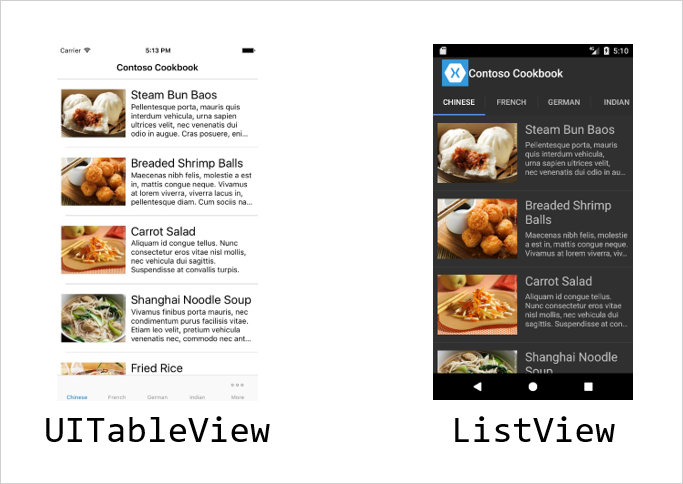 Carrier
5:13 PM
Contoso Cookbook
Steam Bun Baos
Pellentesque porta, mauris quis
interdum vehicula, urna sapien
ultrices velit, nec venenatis dui
odio in augue. Cras posuere, eni...
Breaded Shrimp Balls
Maecenas nibh felis, molestie a est
in, mattis congue neque. Vivamus
at lorem viverra, viverra lacus in,
pellentesque diam. Cum sociis na...
Carrot Salad
Aliquam id congue tellus. Nunc
consectetur eros vitae nisl commodo,
nec vehicula dui sagittis.
Suspendisse at convallis turpis.
Shanghai Noodle Soup
Vivamus finibus porta mauris, nec
condimentum purus facilisis vitae.
Etiam leo velit, pretium vehicula
venenatis nec, commodo nec ant...
Fried Rice
Chinese
French
German
Indian
More
UITableView
5:10
Contoso Cookbook
CHINESE
FRENCH
GERMAN
INDIAN
Steam Bun Baos
Pellentesque porta, mauris quis
interdum vehicula,
urna sapien ultrices velit,
nec venenatis dui odio in au...
Breaded Shrimp
Balls
Maecenas nibh felis, molestie
a est in, mattis congue neque.
Vivamus at lorem viverra, viv...
Carrot Salad
Aliquam id congue tellus. Nunc
consectetur eros vitae nisl
commodo, nec vehicula dui
sagittis. Suspendisse at con...
Shanghai Noodle
Soup
ListView